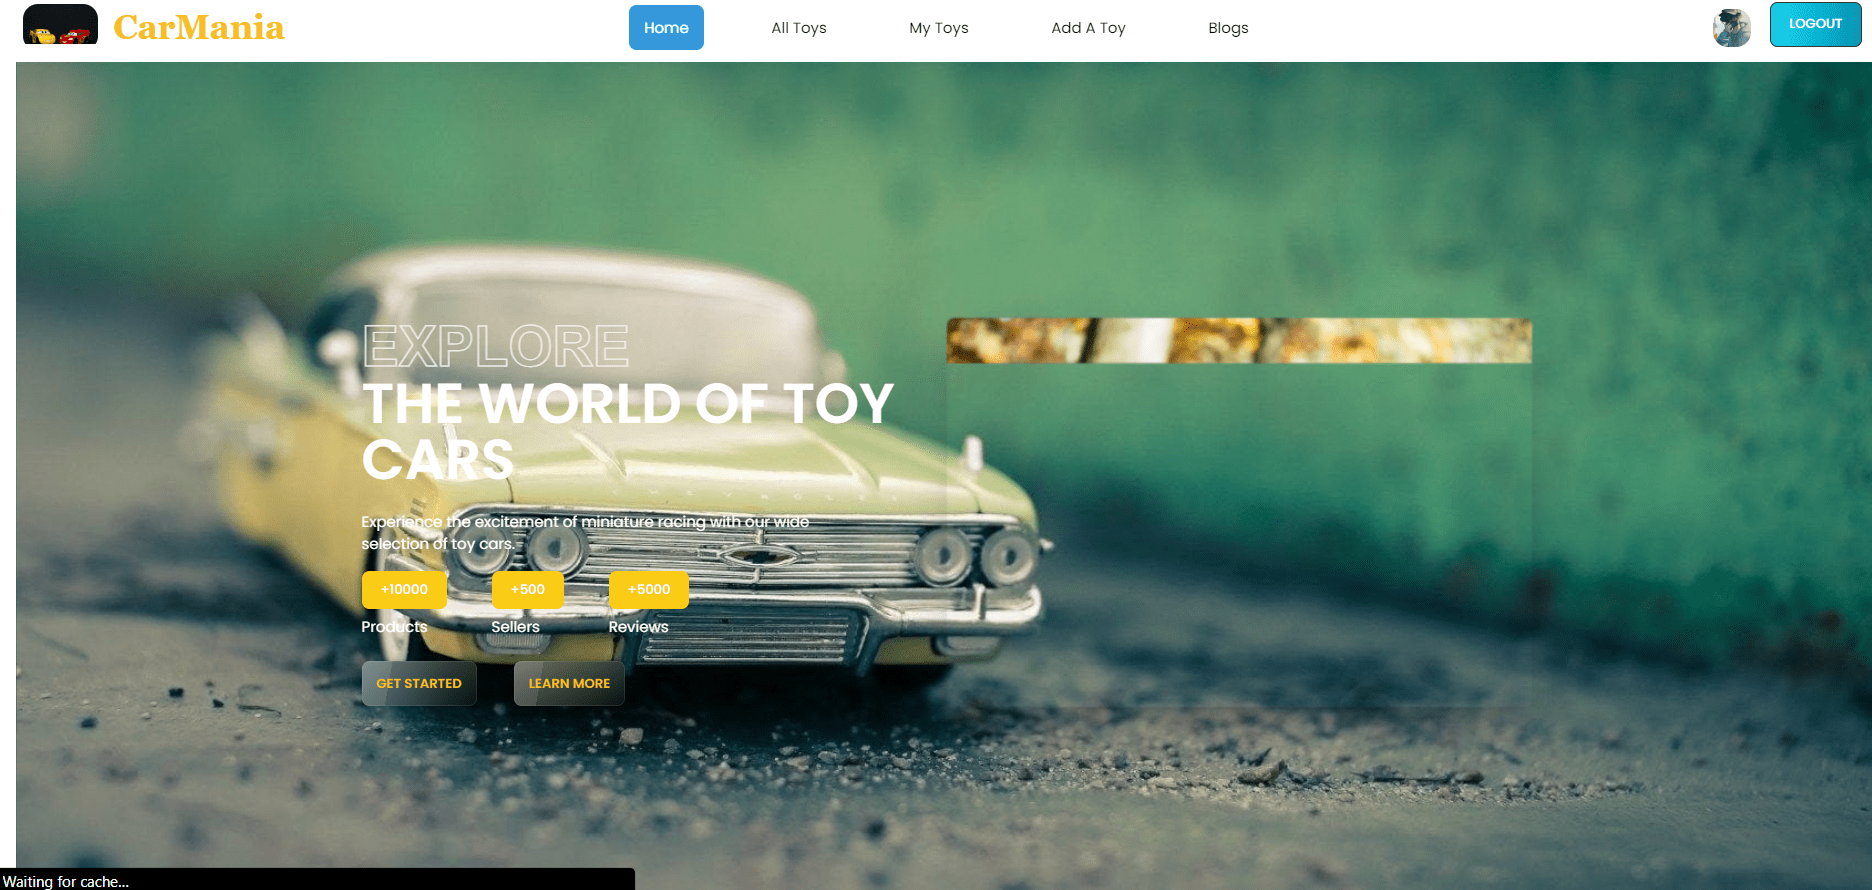 CarMania
Home
All Toys
My Toys
Add A Toy
Blogs
LOGOUT
EXPLORE
THE WORLD OF TOY
CARS
CHEVROLET
Experience the excitement of miniature racing with our wide
selection of toy cars.
+10000
+500
+5000
Products
Sellers
Reviews
GET STARTED
LEARN MORE
Waiting for cache...